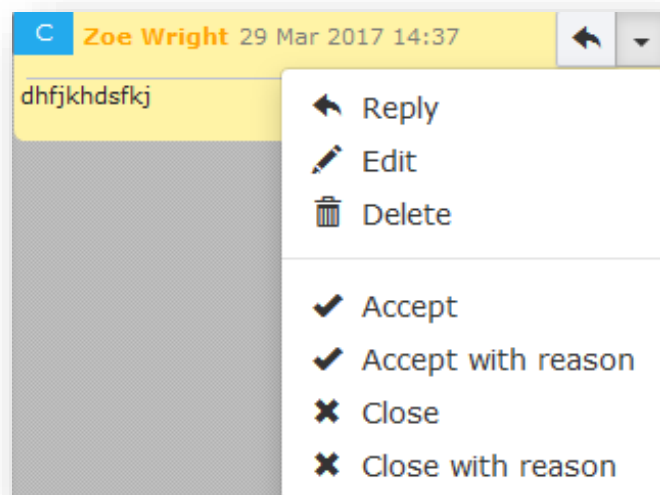 C Zoe Wright 29 Mar 2017 14:37
dhfjkhdsfkj
Reply
Edit
Delete
Accept
Accept with reason
Close
Close with reason